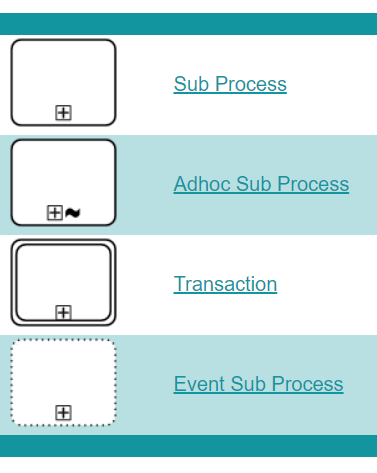 Sub Process
Adhoc Sub Process
Transaction
Event Sub Process